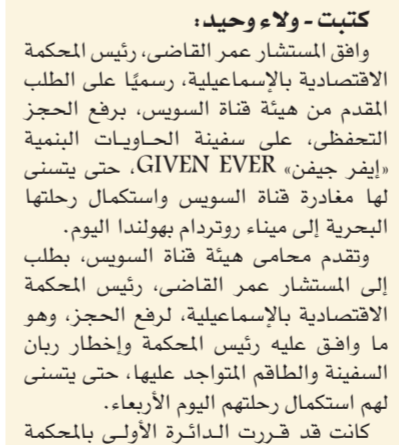 كتبت - ولاء وحيد:
وافق المستشار عمر القاضى، رئيس المحكمة
الاقتصادية بالإسماعيلية، رسميًا على الطلب
المقدم من هيئة قناة السويس، برفع الحجز
التحفظى، على سفينة الحاويات البنمية
«إيفر جيفن» GIVEN EVER، حتى يتسنى
لها مغادرة قناة السويس واستكمال رحلتها
البحرية إلى ميناء روتردام بهولندا اليوم.
وتقدم محامى هيئة قناة السويس، بطلب
إلى المستشار عمر القاضى، رئيس المحكمة
الاقتصادية بالإسماعيلية، لرفع الحجز، وهو
ما وافق عليه رئيس المحكمة وإخطار ربان
السفينة والطاقم المتواجد عليها، حتى يتسنى
لهم استكمال رحلتهم اليوم الأربعاء.
كانت قد قررت الدائرة الأولى بالمحكمة